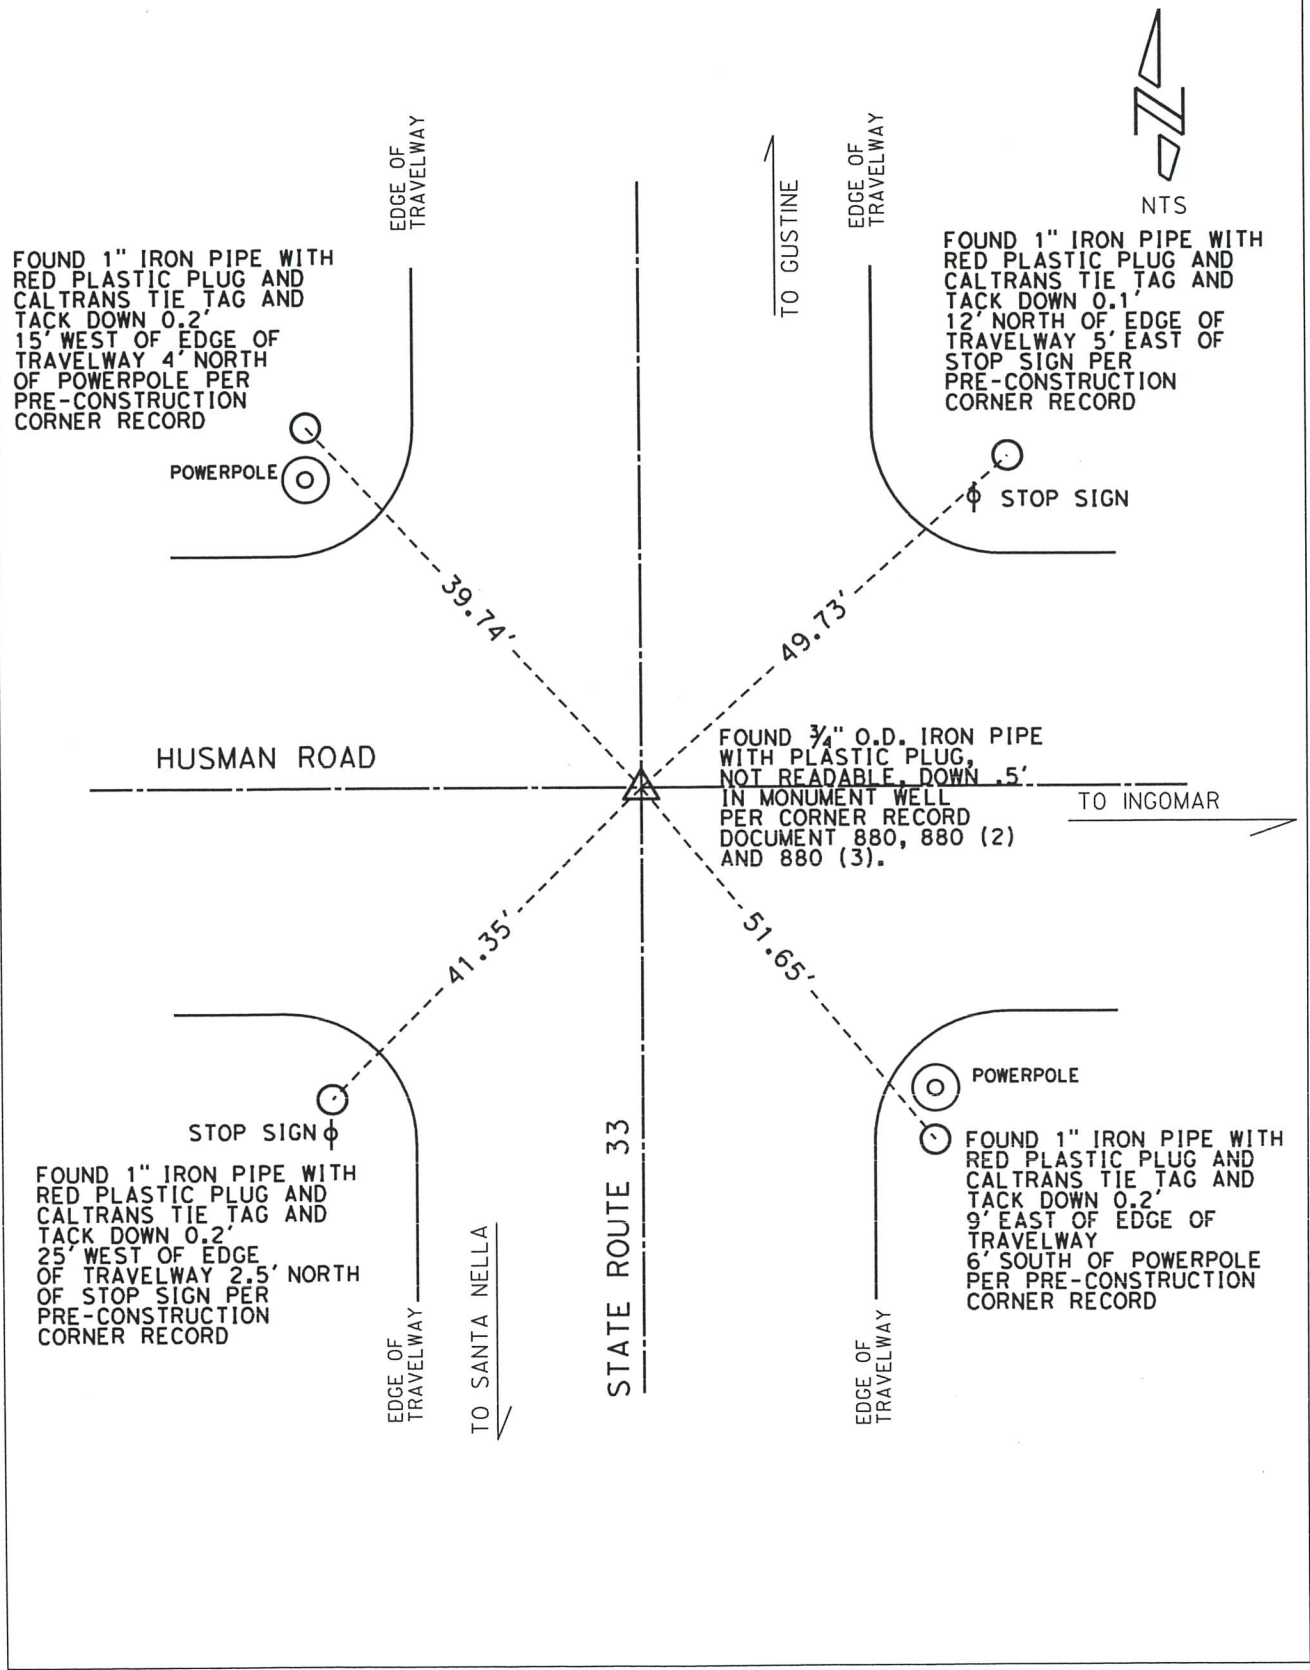 NTS
EDGE OF
TRAVELWAY
TO GUSTINE
EDGE OF
TRAVELWAY
FOUND 1" IRON PIPE WITH
RED PLASTIC PLUG AND
CALTRANS TIE TAG AND
TACK DOWN 0.2'
15' WEST OF EDGE OF
TRAVELWAY 4' NORTH
OF POWERPOLE PER
PRE-CONSTRUCTION
CORNER RECORD
FOUND 1" IRON PIPE WITH
RED PLASTIC PLUG AND
CALTRANS TIE TAG AND
TACK DOWN 0.1'
12' NORTH OF EDGE OF
TRAVELWAY 5' EAST OF
STOP SIGN PER
PRE-CONSTRUCTION
CORNER RECORD
POWERPOLE
STOP SIGN
39.74'
49.73'
HUSMAN ROAD
FOUND 3/4" O.D. IRON PIPE
WITH PLASTIC PLUG,
NOT READABLE, DOWN .5'
IN MONUMENT WELL
PER CORNER RECORD
DOCUMENT 880, 880 (2)
AND 880 (3).
TO INGOMAR
41.35'
51.65'
POWERPOLE
STOP SIGN
FOUND 1" IRON PIPE WITH
RED PLASTIC PLUG AND
CALTRANS TIE TAG AND
TACK DOWN 0.2'
25' WEST OF EDGE
OF TRAVELWAY 2.5' NORTH
OF STOP SIGN PER
PRE-CONSTRUCTION
CORNER RECORD
FOUND 1" IRON PIPE WITH
RED PLASTIC PLUG AND
CALTRANS TIE TAG AND
TACK DOWN 0.2'
9' EAST OF EDGE OF
TRAVELWAY
6' SOUTH OF POWERPOLE
PER PRE-CONSTRUCTION
CORNER RECORD
EDGE OF
TRAVELWAY
TO SANTA NELLA
STATE ROUTE 33
EDGE OF
TRAVELWAY